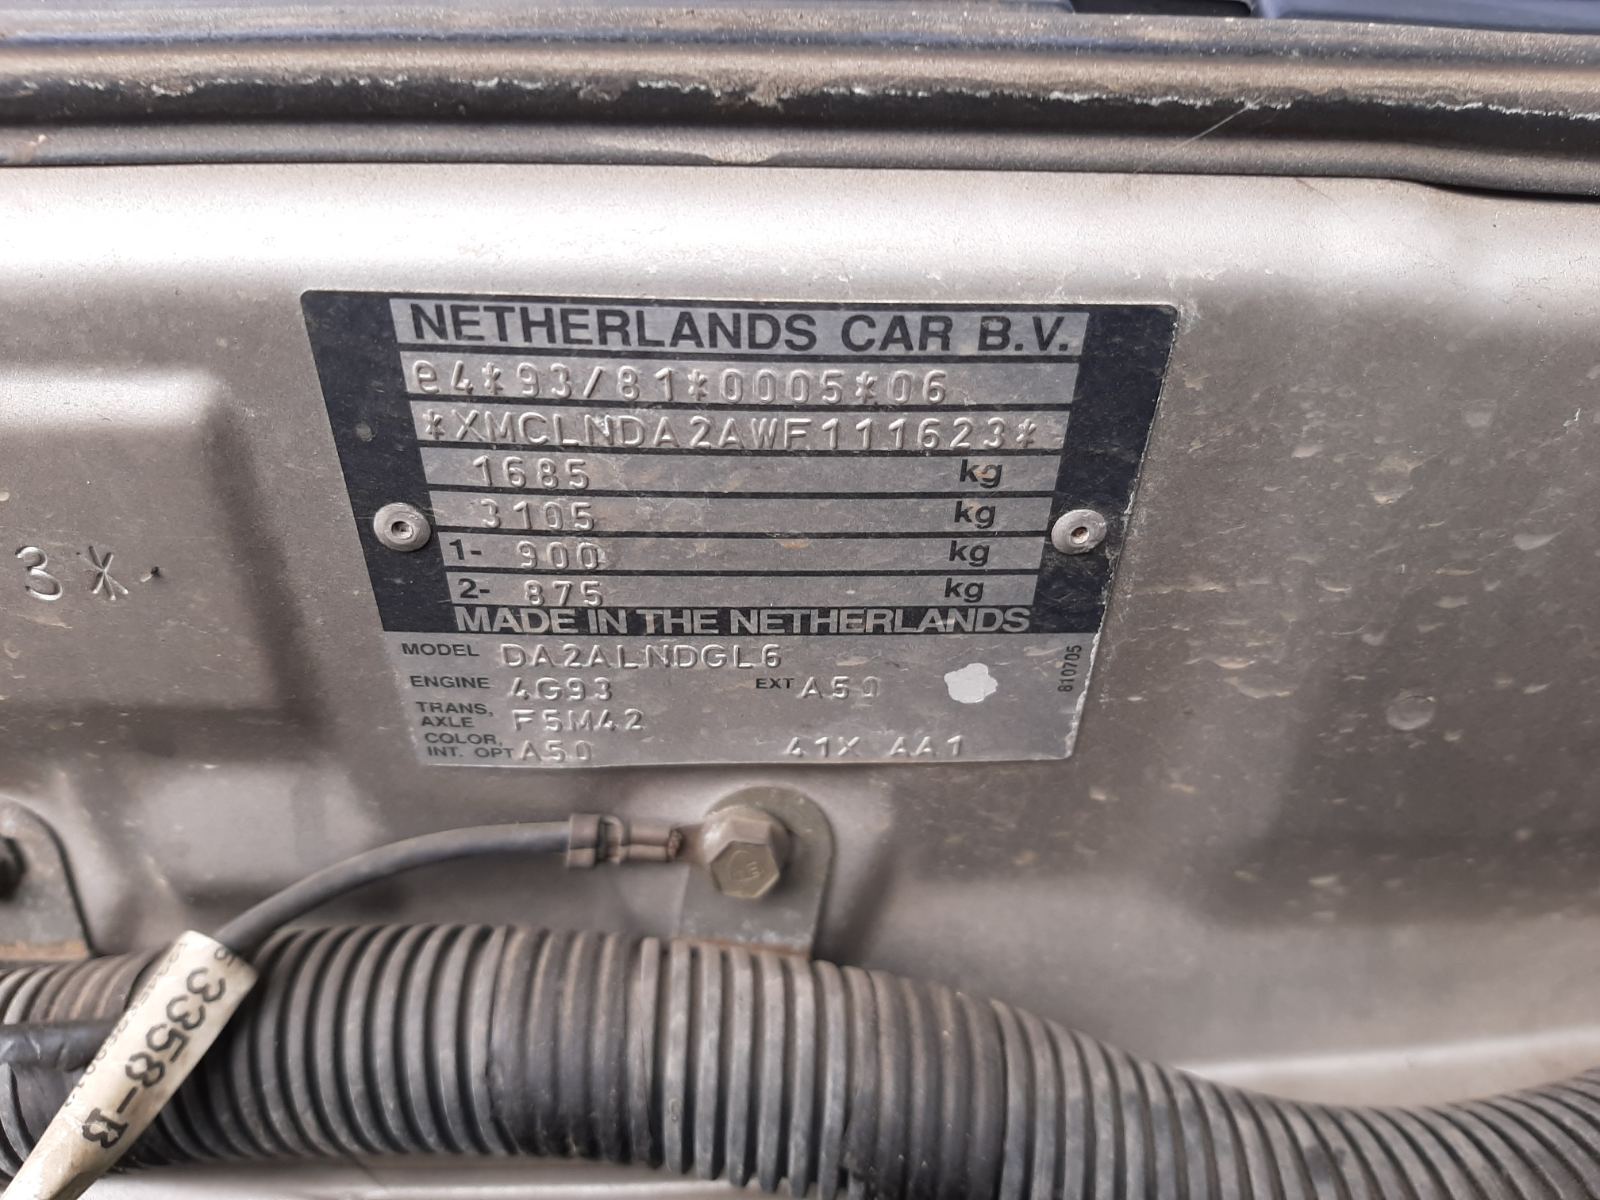 NETHERLANDS CAR B.V.
e4*93/81*0005*06
*XMCLNDA2AWF111623*
1685 kg
3105 kg
1- 900 kg
2- 875 kg
MADE IN THE NETHERLANDS
MODEL DA2ALNDGL6
ENGINE 4G93 EXT A50
TRANS, AXLE F5M42
COLOR, INT. OPT A50 41X AA1
810705
3*
3358-B